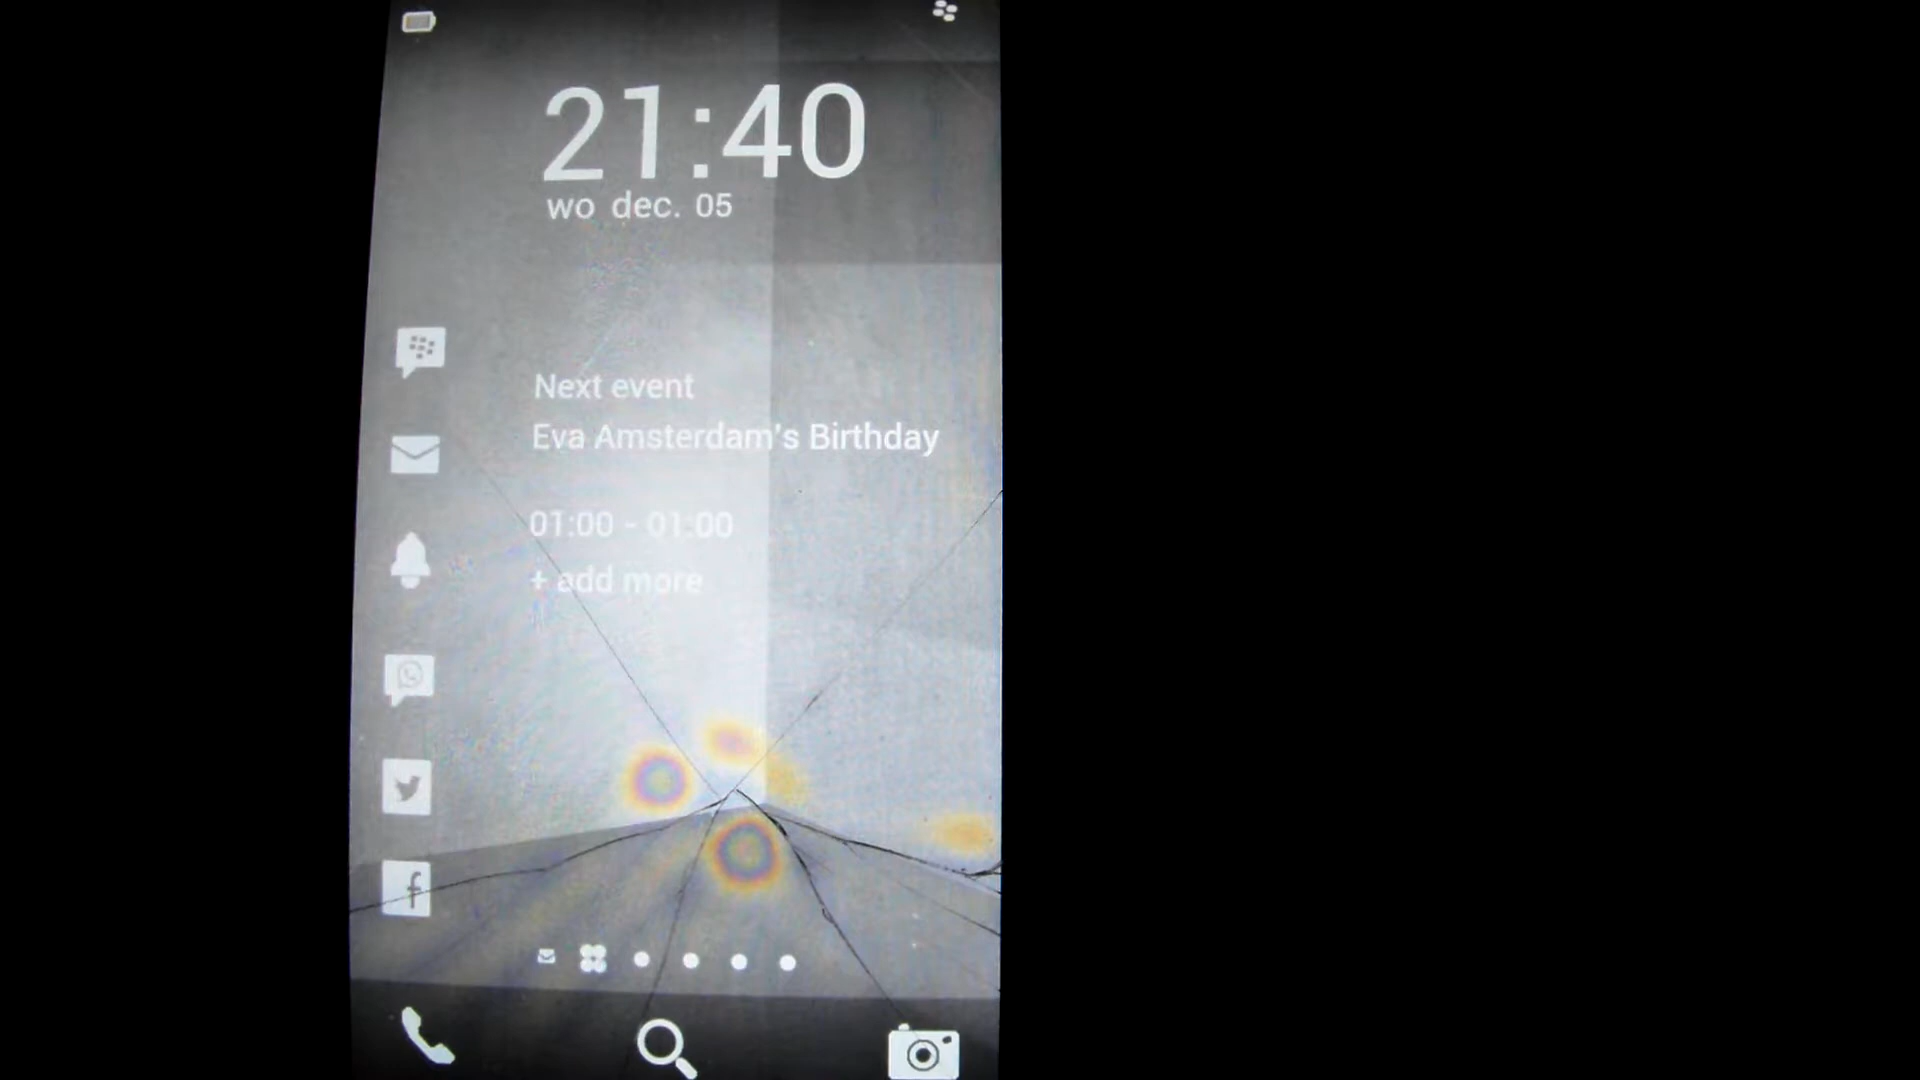 21:40
wo dec. 05
Next event
Eva Amsterdam's Birthday
01:00 - 01:00
+ add more